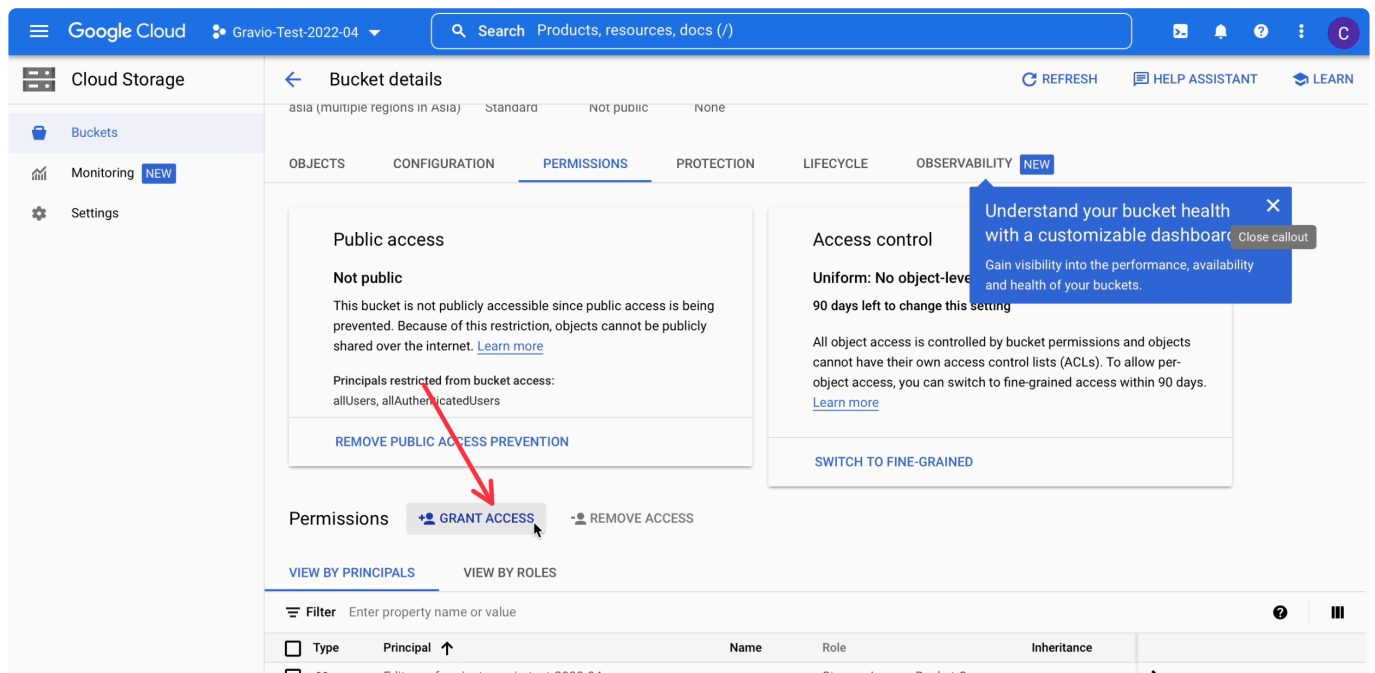 Google Cloud
Gravio-Test-2022-04
Search Products, resources, docs (/)
C
Cloud Storage
Bucket details
REFRESH
HELP ASSISTANT
LEARN
Buckets
Monitoring NEW
Settings
asia (multiple regions in Asia) Standard Not public None
OBJECTS CONFIGURATION PERMISSIONS PROTECTION LIFECYCLE OBSERVABILITY NEW
Understand your bucket health
with a customizable dashboard
Close callout
Gain visibility into the performance, availability
and health of your buckets.
Public access
Not public
This bucket is not publicly accessible since public access is being
prevented. Because of this restriction, objects cannot be publicly
shared over the internet. Learn more
Principals restricted from bucket access:
allUsers, allAuthenticatedUsers
REMOVE PUBLIC ACCESS PREVENTION
Access control
Uniform: No object-leve
90 days left to change this setting
All object access is controlled by bucket permissions and objects
cannot have their own access control lists (ACLs). To allow per-
object access, you can switch to fine-grained access within 90 days.
Learn more
SWITCH TO FINE-GRAINED
Permissions GRANT ACCESS REMOVE ACCESS
VIEW BY PRINCIPALS VIEW BY ROLES
Filter Enter property name or value
Type Principal Name Role Inheritance